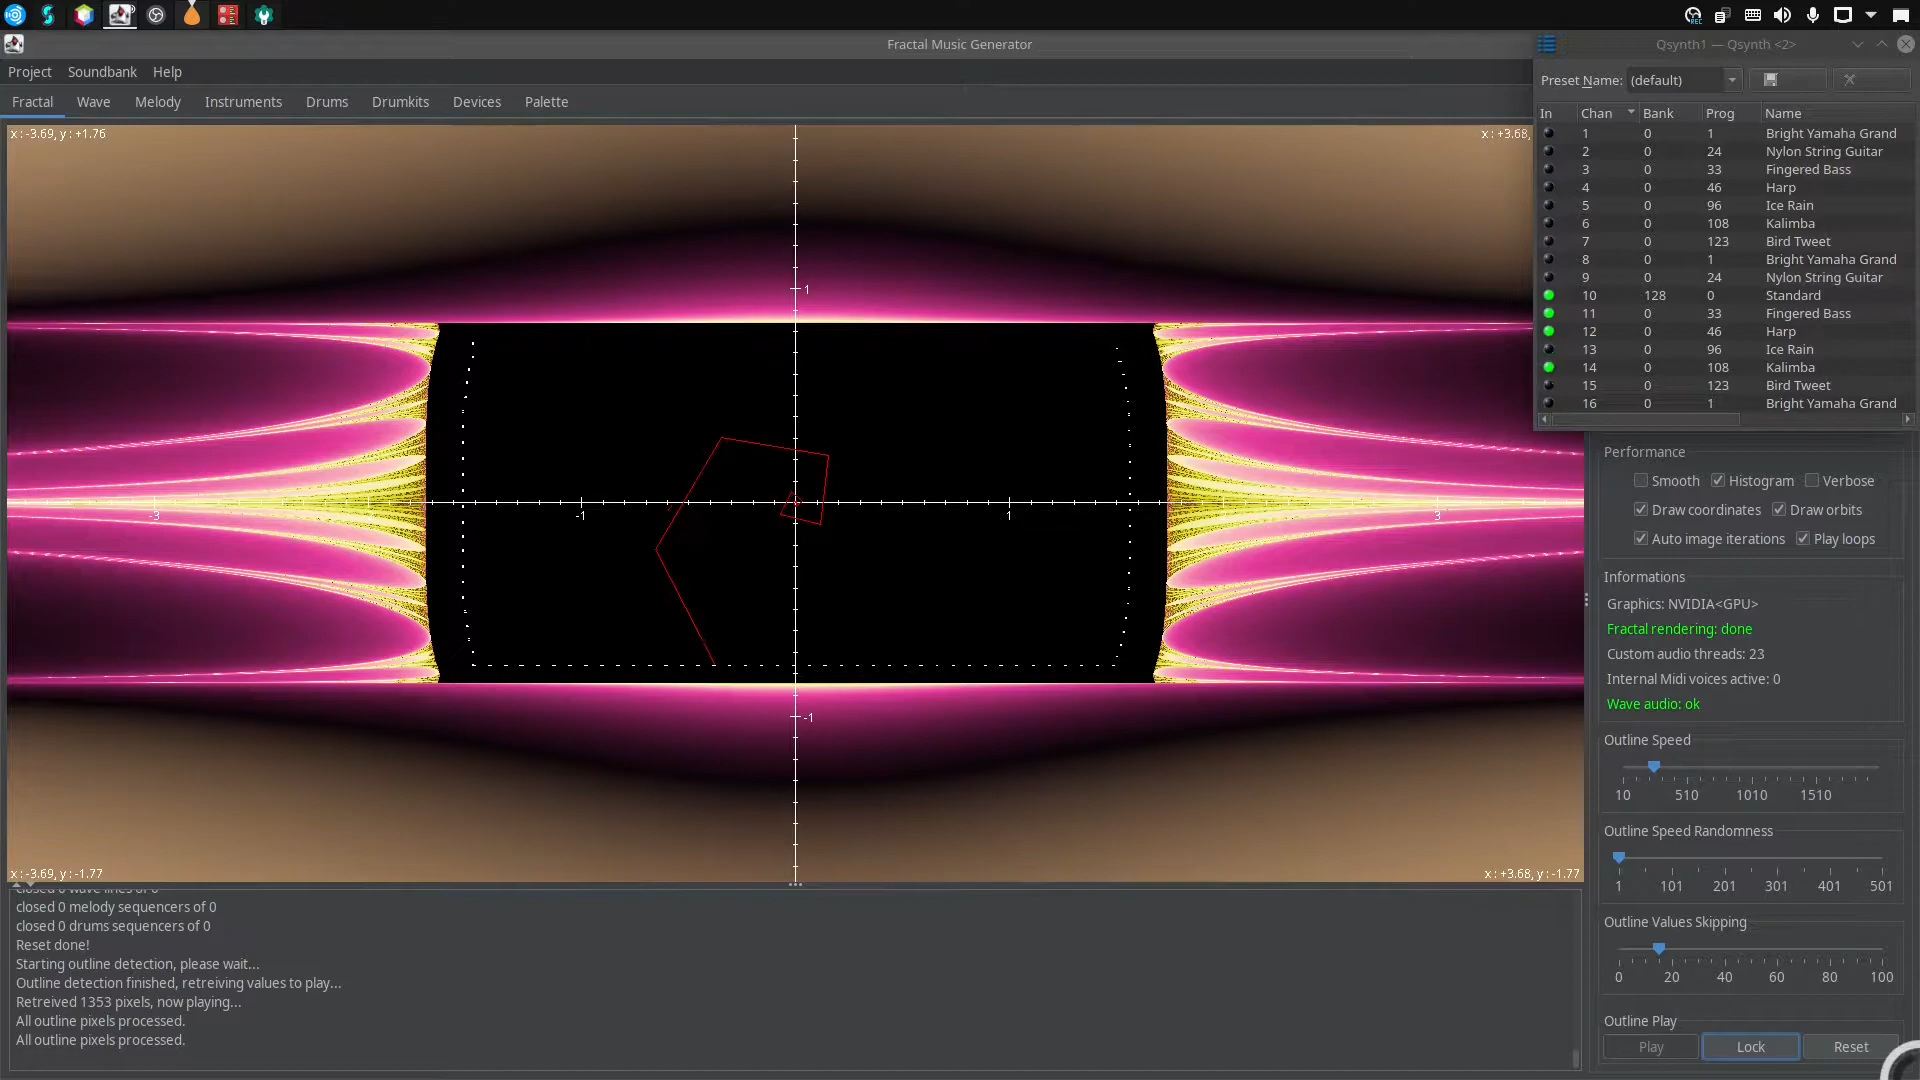 Fractal Music Generator
Qsynth1 — Qsynth <2>
Project Soundbank Help
Preset Name: (default)
Fractal Wave Melody Instruments Drums Drumkits Devices Palette
In Chan Bank Prog Name
1 0 1 Bright Yamaha Grand
2 0 24 Nylon String Guitar
3 0 33 Fingered Bass
4 0 46 Harp
5 0 96 Ice Rain
6 0 108 Kalimba
7 0 123 Bird Tweet
8 0 1 Bright Yamaha Grand
9 0 24 Nylon String Guitar
10 128 0 Standard
11 0 33 Fingered Bass
12 0 46 Harp
13 0 96 Ice Rain
14 0 108 Kalimba
15 0 123 Bird Tweet
16 0 1 Bright Yamaha Grand
x:-3.69, y:+1.76
x:+3.68,
1
-3 -1 1 3
-1
x:-3.69, y:-1.77
x:+3.68, y:-1.77
Performance
Smooth Histogram Verbose
Draw coordinates Draw orbits
Auto image iterations Play loops
Informations
Graphics: NVIDIA<GPU>
Fractal rendering: done
Custom audio threads: 23
Internal Midi voices active: 0
Wave audio: ok
Outline Speed
10 510 1010 1510
Outline Speed Randomness
1 101 201 301 401 501
Outline Values Skipping
0 20 40 60 80 100
Outline Play
Play Lock Reset
closed 0 wave lines of 0
closed 0 melody sequencers of 0
closed 0 drums sequencers of 0
Reset done!
Starting outline detection, please wait...
Outline detection finished, retreiving values to play...
Retreived 1353 pixels, now playing...
All outline pixels processed.
All outline pixels processed.